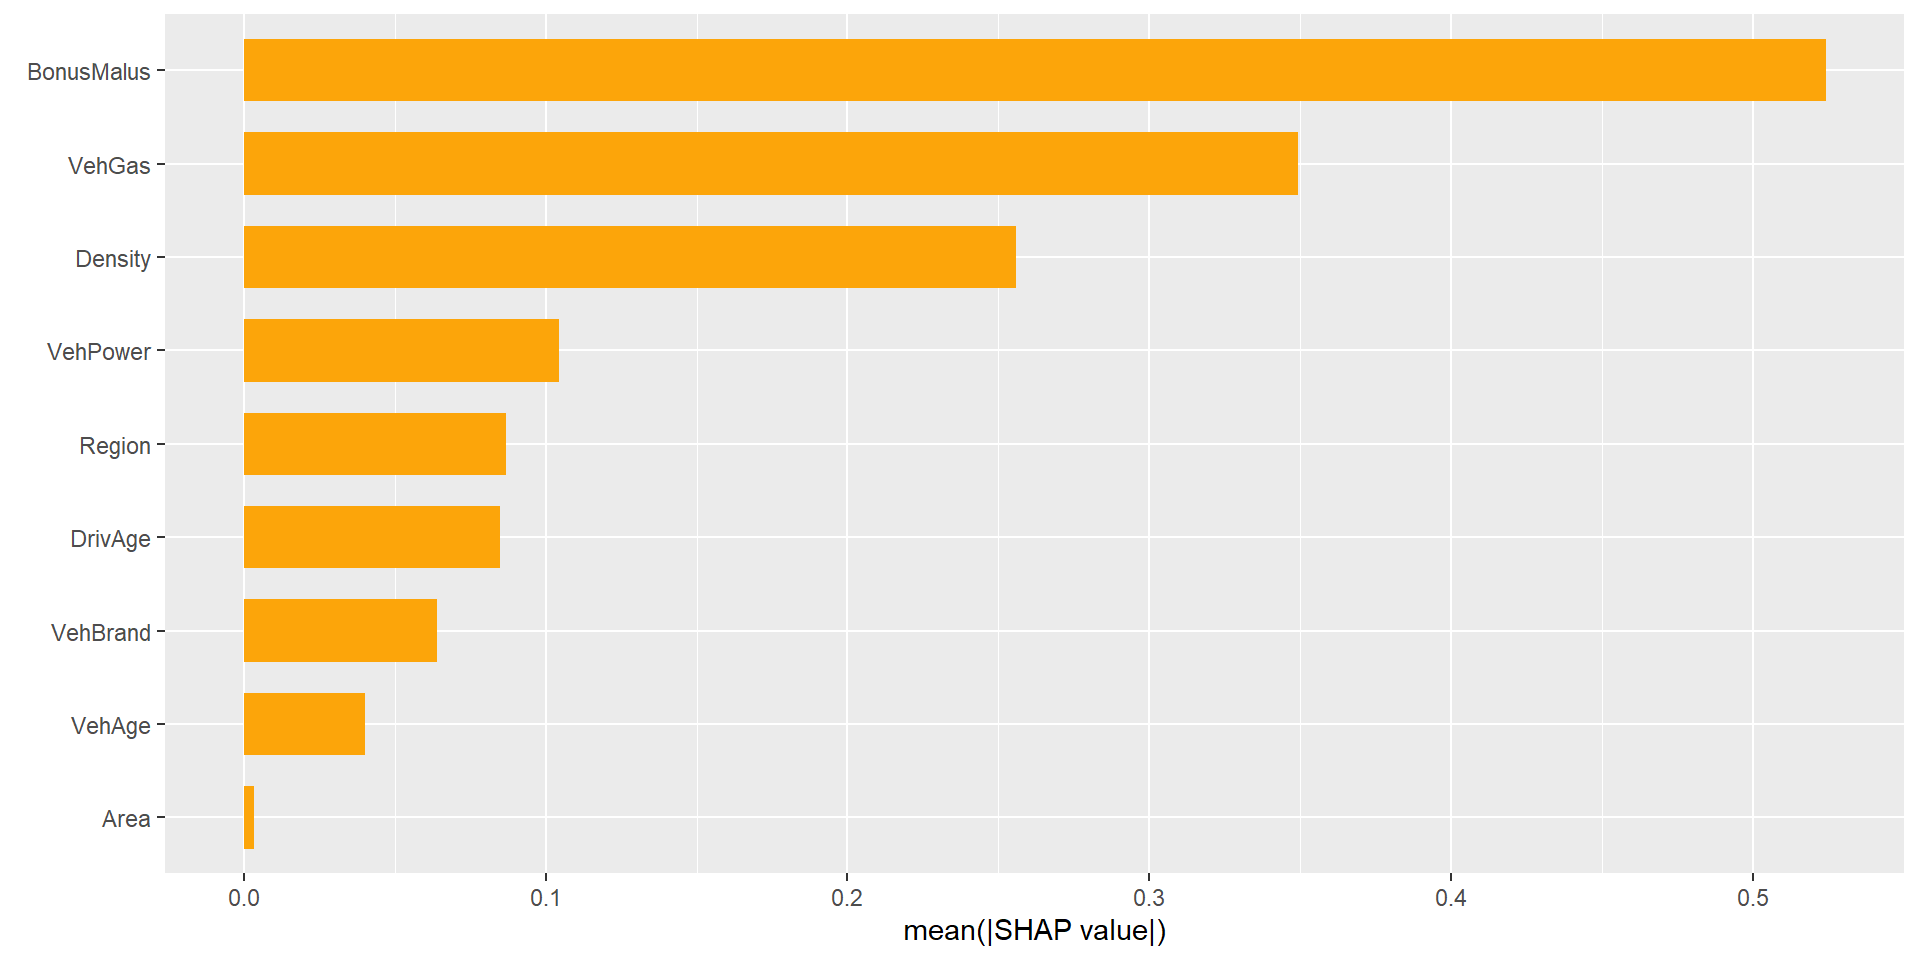 BonusMalus
VehGas
Density
VehPower
Region
DrivAge
VehBrand
VehAge
Area
0.0 0.1 0.2 0.3 0.4 0.5
mean(|SHAP value|)